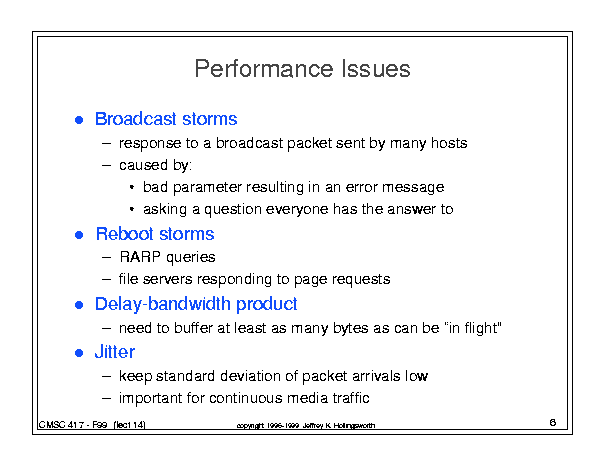 Performance Issues
● Broadcast storms
– response to a broadcast packet sent by many hosts
– caused by:
• bad parameter resulting in an error message
• asking a question everyone has the answer to
● Reboot storms
– RARP queries
– file servers responding to page requests
● Delay-bandwidth product
– need to buffer at least as many bytes as can be "in flight"
● Jitter
– keep standard deviation of packet arrivals low
– important for continuous media traffic
CMSC 417 - F99 (lect14)
copyright 1996-1999 Jeffrey K. Hollingsworth
6